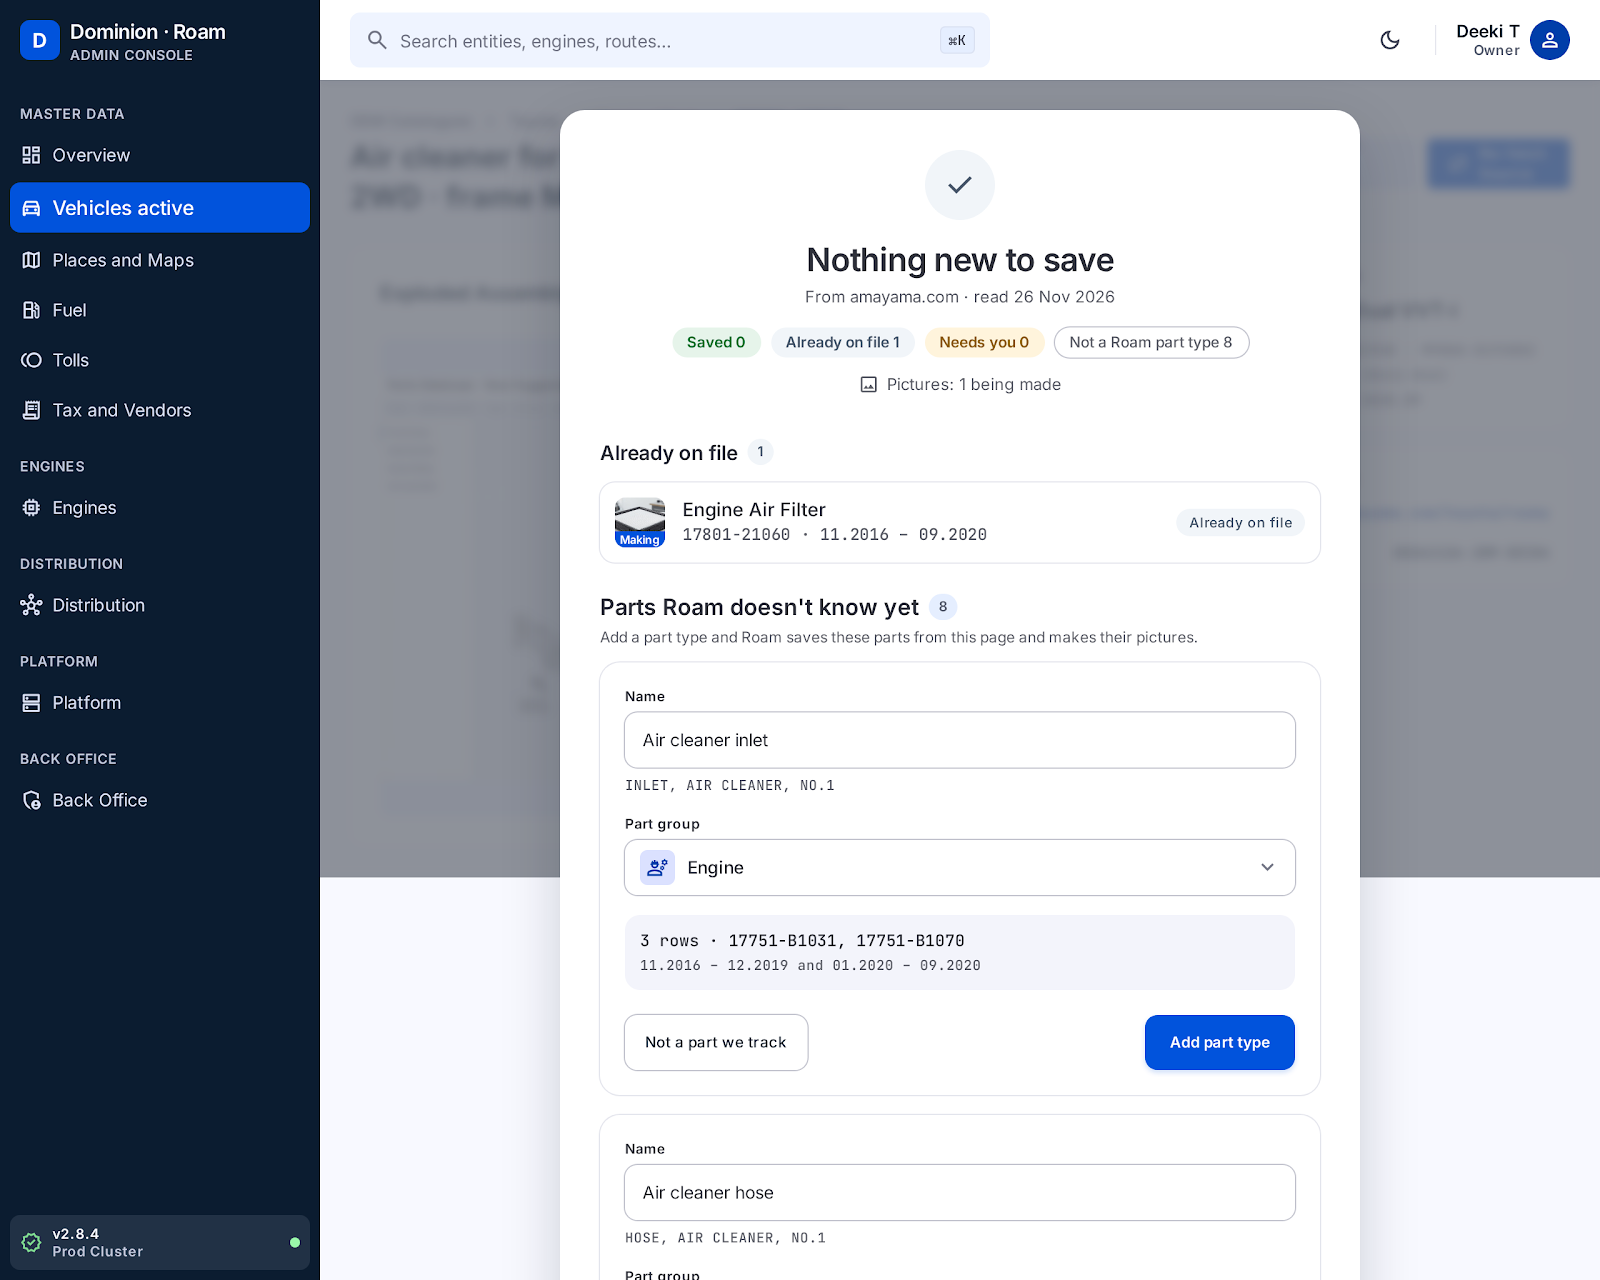 D
Dominion · Roam
ADMIN CONSOLE
MASTER DATA
Overview
Vehicles active
Places and Maps
Fuel
Tolls
Tax and Vendors
ENGINES
Engines
DISTRIBUTION
Distribution
PLATFORM
Platform
BACK OFFICE
Back Office
v2.8.4
Prod Cluster
Search entities, engines, routes...
⌘K
Deeki T
Owner
Air cleaner for
2WD · frame
Nothing new to save
From amayama.com · read 26 Nov 2026
Saved 0
Already on file 1
Needs you 0
Not a Roam part type 8
Pictures: 1 being made
Already on file 1
Making
Engine Air Filter
17801-21060 · 11.2016 – 09.2020
Already on file
Parts Roam doesn't know yet 8
Add a part type and Roam saves these parts from this page and makes their pictures.
Name
Air cleaner inlet
INLET, AIR CLEANER, NO.1
Part group
Engine
3 rows · 17751-B1031, 17751-B1070
11.2016 – 12.2019 and 01.2020 – 09.2020
Not a part we track
Add part type
Name
Air cleaner hose
HOSE, AIR CLEANER, NO.1
Part group